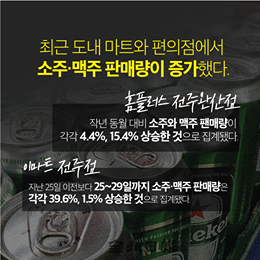 최근 도내 마트와 편의점에서
소주·맥주 판매량이 증가했다.
홈플러스 전주완산점
작년 동월 대비 소주와 맥주 팬매량이
각각 4.4%, 15.4% 상승한 것으로 집계됐다.
이마트 전주점
지난 25일 이전보다 25~29일까지 소주·맥주 판매량은
각각 39.6%, 1.5% 상승한 것으로 집계됐다.